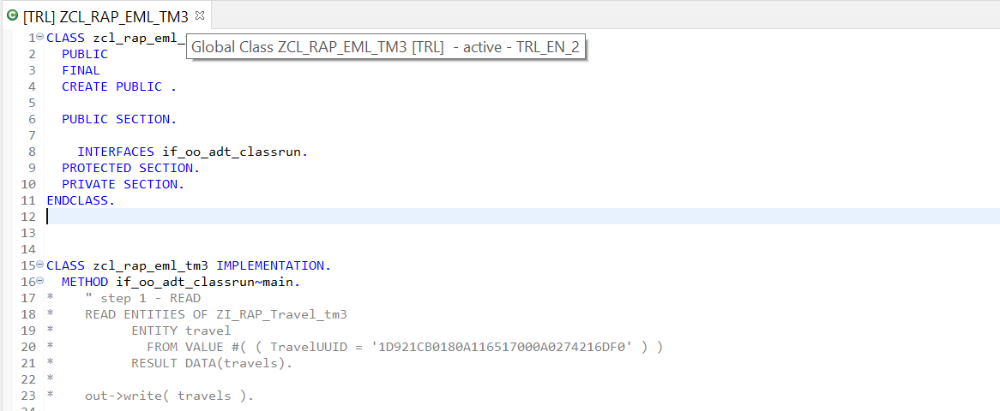 [TRL] ZCL_RAP_EML_TM3
1 CLASS zcl_rap_eml_
Global Class ZCL_RAP_EML_TM3 [TRL]  - active - TRL_EN_2
2   PUBLIC
3   FINAL
4   CREATE PUBLIC .
5
6   PUBLIC SECTION.
7
8     INTERFACES if_oo_adt_classrun.
9   PROTECTED SECTION.
10   PRIVATE SECTION.
11 ENDCLASS.
12
13
14
15 CLASS zcl_rap_eml_tm3 IMPLEMENTATION.
16   METHOD if_oo_adt_classrun~main.
17 *    " step 1 - READ
18 *    READ ENTITIES OF ZI_RAP_Travel_tm3
19 *          ENTITY travel
20 *            FROM VALUE #( ( TravelUUID = '1D921CB0180A116517000A0274216DF0' ) )
21 *          RESULT DATA(travels).
22 *
23 *    out->write( travels ).